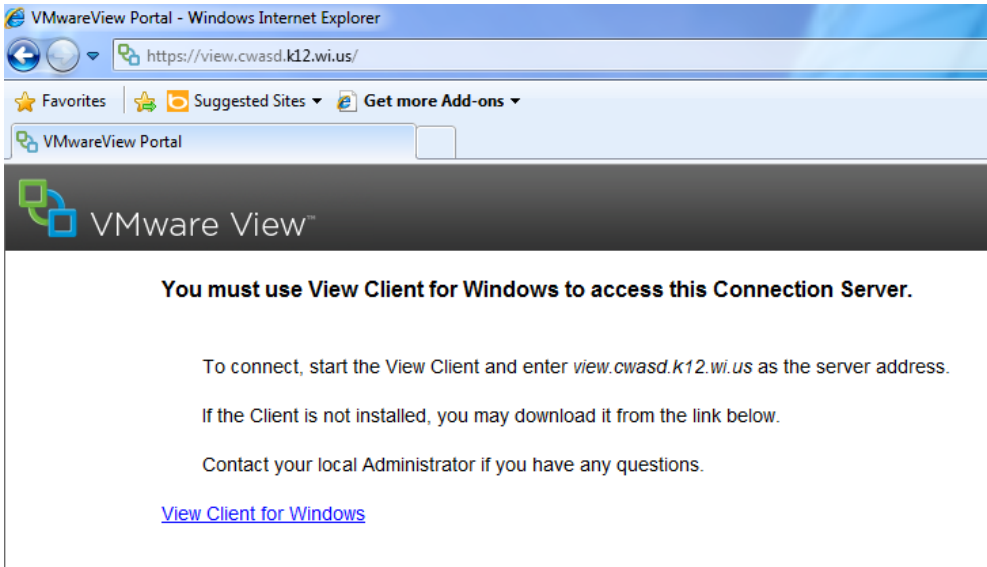 VMwareView Portal - Windows Internet Explorer
https://view.cwasd.k12.wi.us/
Favorites Suggested Sites Get more Add-ons
VMwareView Portal
VMware View™
You must use View Client for Windows to access this Connection Server.
To connect, start the View Client and enter view.cwasd.k12.wi.us as the server address.
If the Client is not installed, you may download it from the link below.
Contact your local Administrator if you have any questions.
View Client for Windows